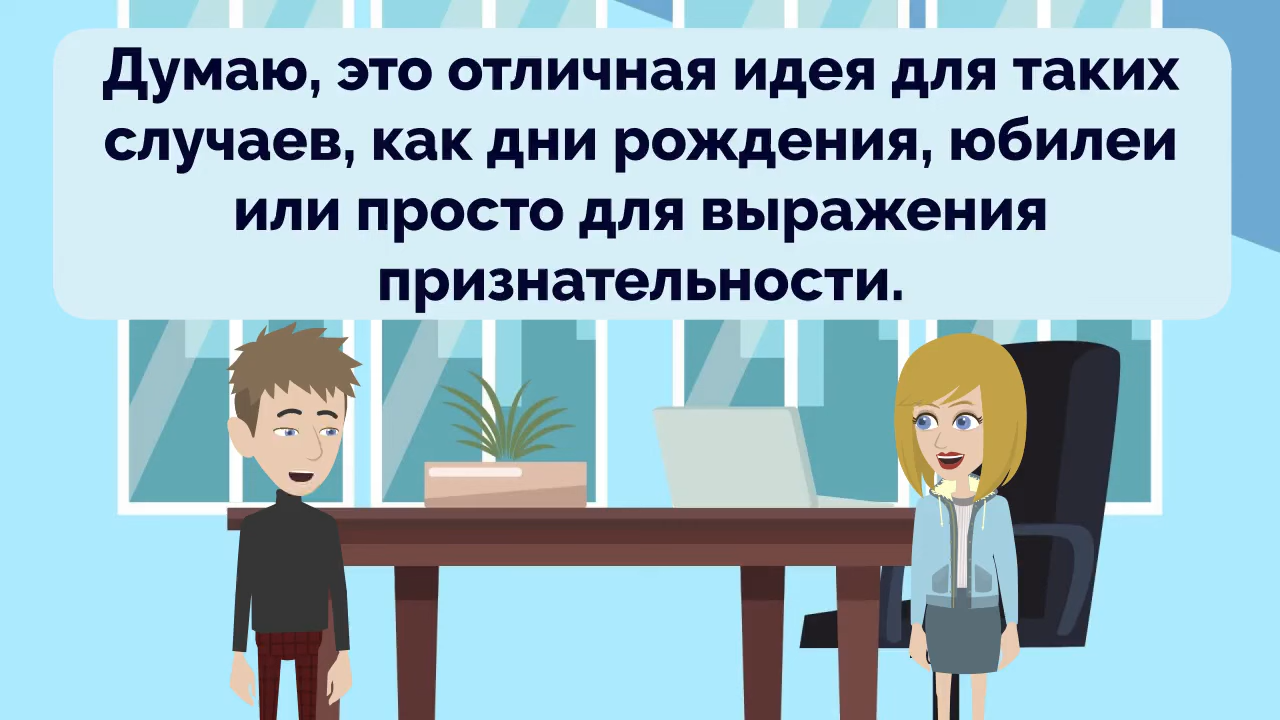 Думаю, это отличная идея для таких
случаев, как дни рождения, юбилеи
или просто для выражения
признательности.